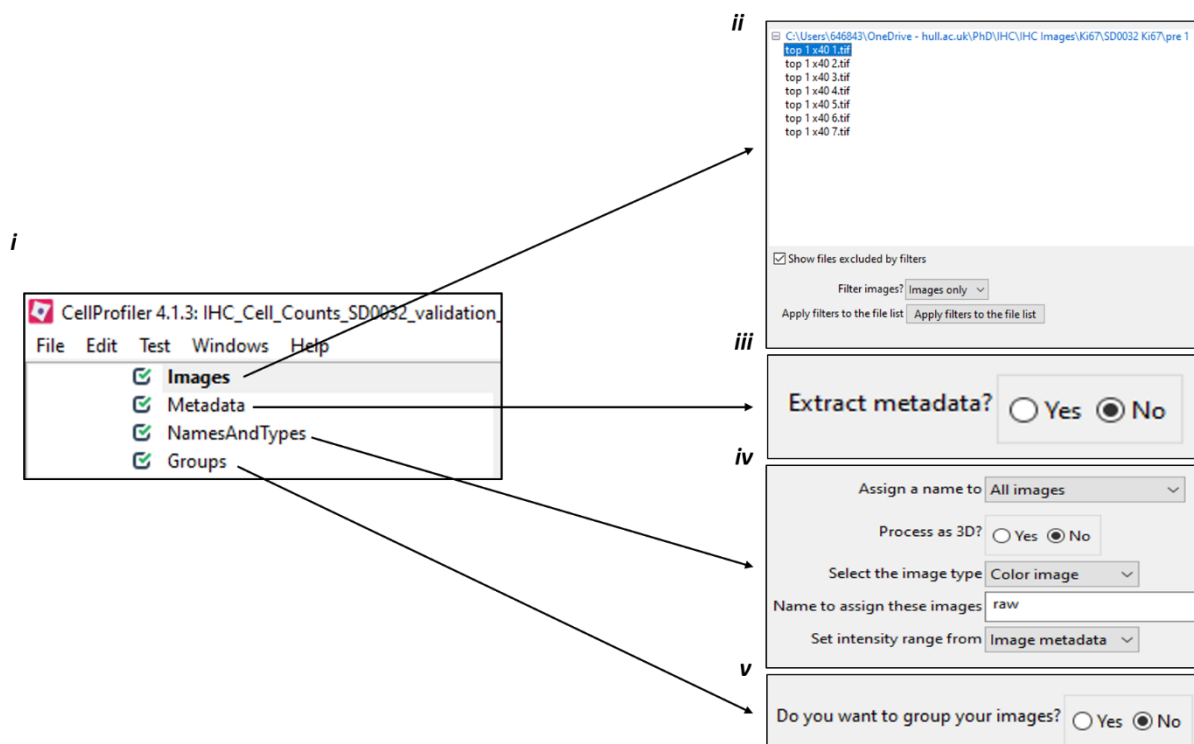 i
CellProfiler 4.1.3: IHC_Cell_Counts_SD0032_validation_
File Edit Test Windows Help
Images
Metadata
NamesAndTypes
Groups
ii
C:\Users\646843\OneDrive - hull.ac.uk\PhD\IHC\IHC Images\Ki67\SD0032 Ki67\pre 1
top 1 x40 1.tif
top 1 x40 2.tif
top 1 x40 3.tif
top 1 x40 4.tif
top 1 x40 5.tif
top 1 x40 6.tif
top 1 x40 7.tif
Show files excluded by filters
Filter images? Images only
Apply filters to the file list Apply filters to the file list
iii
Extract metadata? Yes No
iv
Assign a name to All images
Process as 3D? Yes No
Select the image type Color image
Name to assign these images raw
Set intensity range from Image metadata
v
Do you want to group your images? Yes No